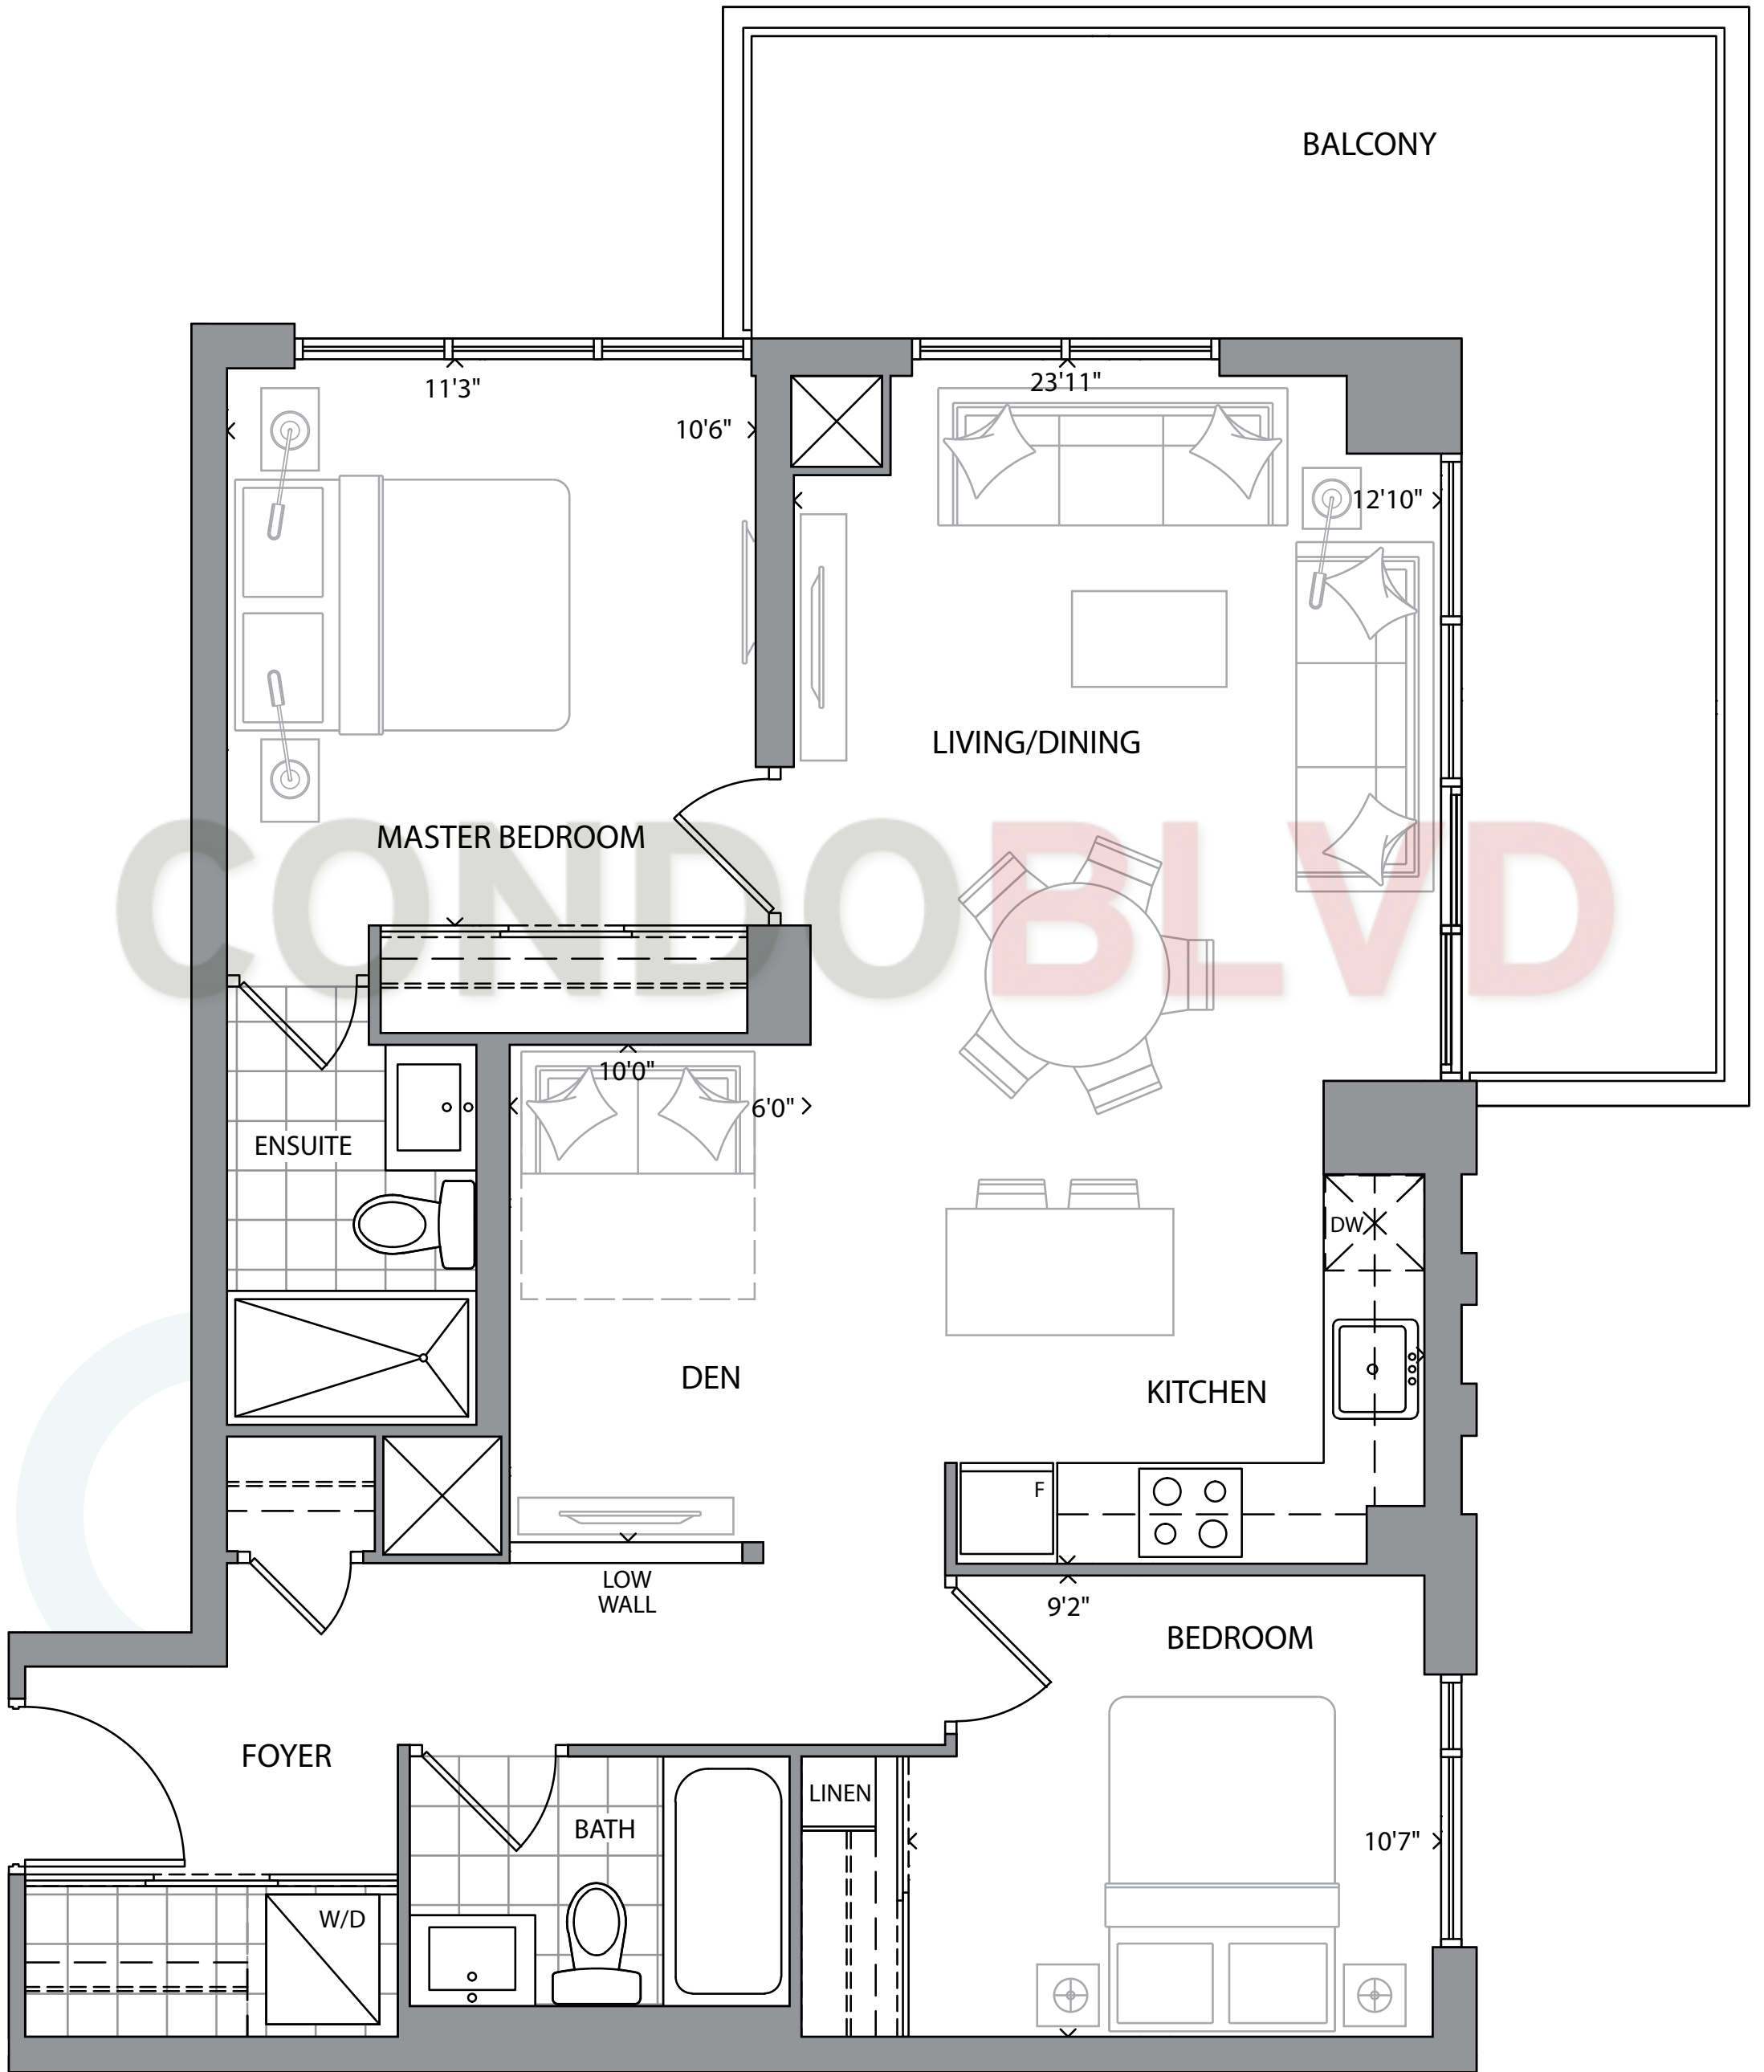 BALCONY
11'3"
23'11"
10'6"
12'10"
LIVING/DINING
MASTER BEDROOM
CONDOBLVD
10'0"
6'0"
ENSUITE
DW
DEN
KITCHEN
F
LOW
WALL
9'2"
BEDROOM
FOYER
LINEN
BATH
10'7"
W/D